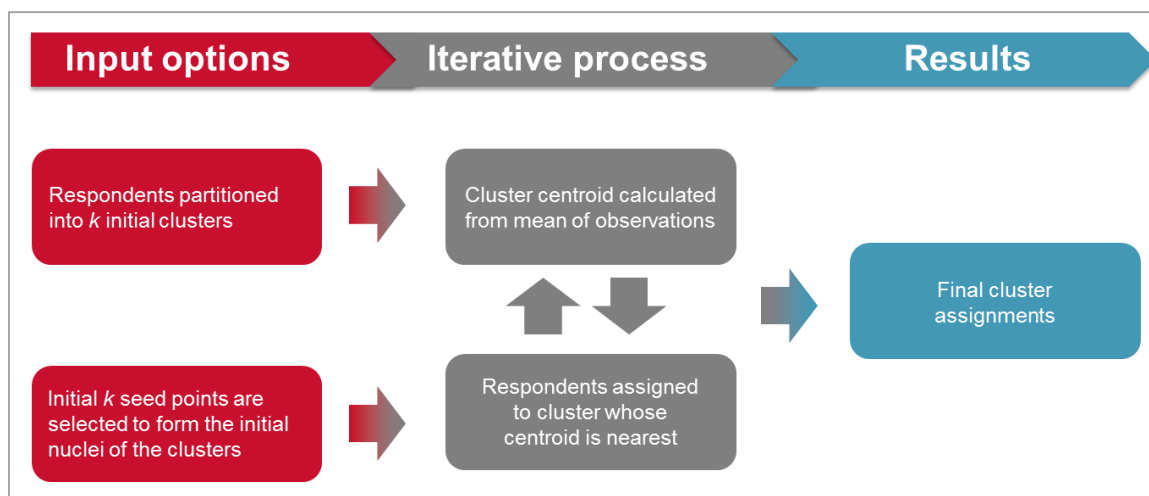 Input options
Iterative process
Results
Respondents partitioned
into k initial clusters
Cluster centroid calculated
from mean of observations
Final cluster
assignments
Initial k seed points are
selected to form the initial
nuclei of the clusters
Respondents assigned
to cluster whose
centroid is nearest